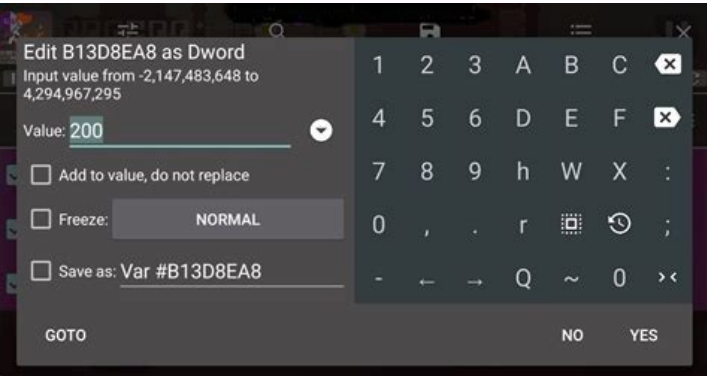 Edit B13D8EA8 as Dword
Input value from -2,147,483,648 to
4,294,967,295
Value: 200
Add to value, do not replace
Freeze: NORMAL
Save as: Var #B13D8EA8
GOTO
NO YES
1 2 3 A B C
4 5 6 D E F
7 8 9 h W X :
0 , . r ;
- ← → Q ~ 0 ><